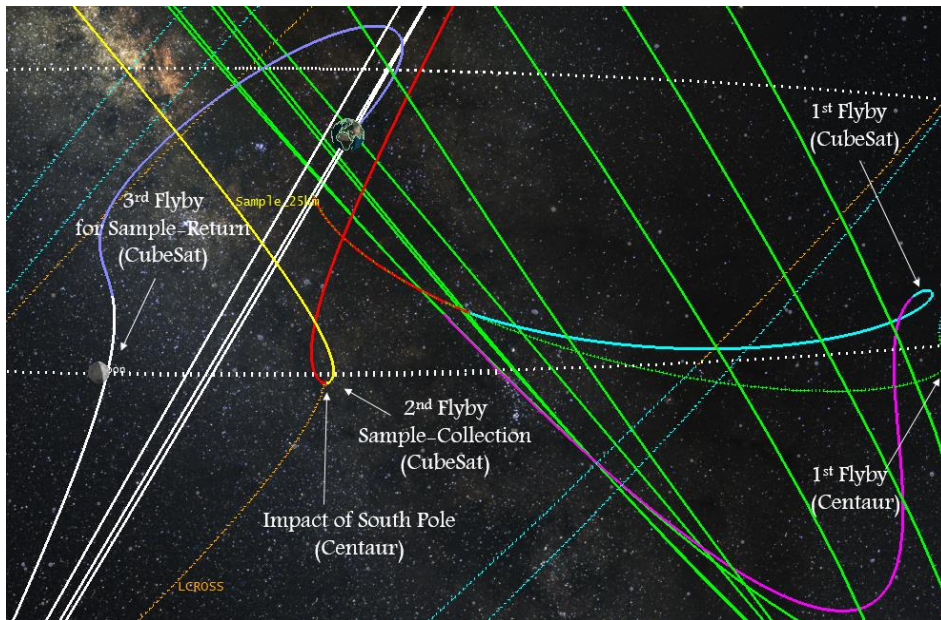 1st Flyby
(CubeSat)
3rd Flyby
for Sample-Return
(CubeSat)
Sample_25km
2nd Flyby
Sample-Collection
(CubeSat)
1st Flyby
(Centaur)
Impact of South Pole
(Centaur)
LCROSS